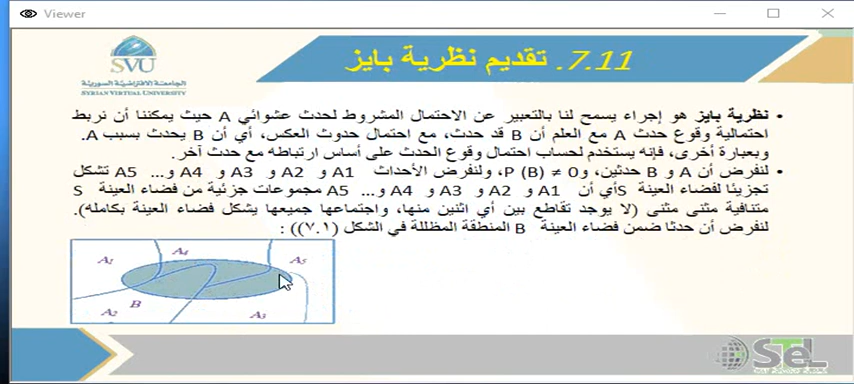 Viewer
7.11. تقديم نظرية بايز
SVU
الجامعة الافتراضية السورية
SYRIAN VIRTUAL UNIVERSITY
• نظرية بايز هو إجراء يسمح لنا بالتعبير عن الاحتمال المشروط لحدث عشوائي A حيث يمكننا أن نربط
احتمالية وقوع حدث A مع العلم أن B قد حدث، مع احتمال حدوث العكس، أي أن B يحدث بسبب A.
وبعبارة أخرى، فإنه يستخدم لحساب احتمال وقوع الحدث على أساس ارتباطه مع حدث آخر.
• لنفرض أن A و B حدثين، و P (B) ≠ 0، ولنفرض الأحداث A1 و A2 و A3 و A4 و... A5 تشكل
تجزيئا لفضاء العينة S أي أن A1 و A2 و A3 و A4 و... A5 مجموعات جزئية من فضاء العينة S
متنافية مثنى مثنى (لا يوجد تقاطع بين أي اثنين منها، واجتماعها جميعها يشكل فضاء العينة بكامله).
لنفرض أن حدثا ضمن فضاء العينة B المنطقة المظللة في الشكل (٧.١)) :
A1 A4 A5
B
A2 A3
SteL